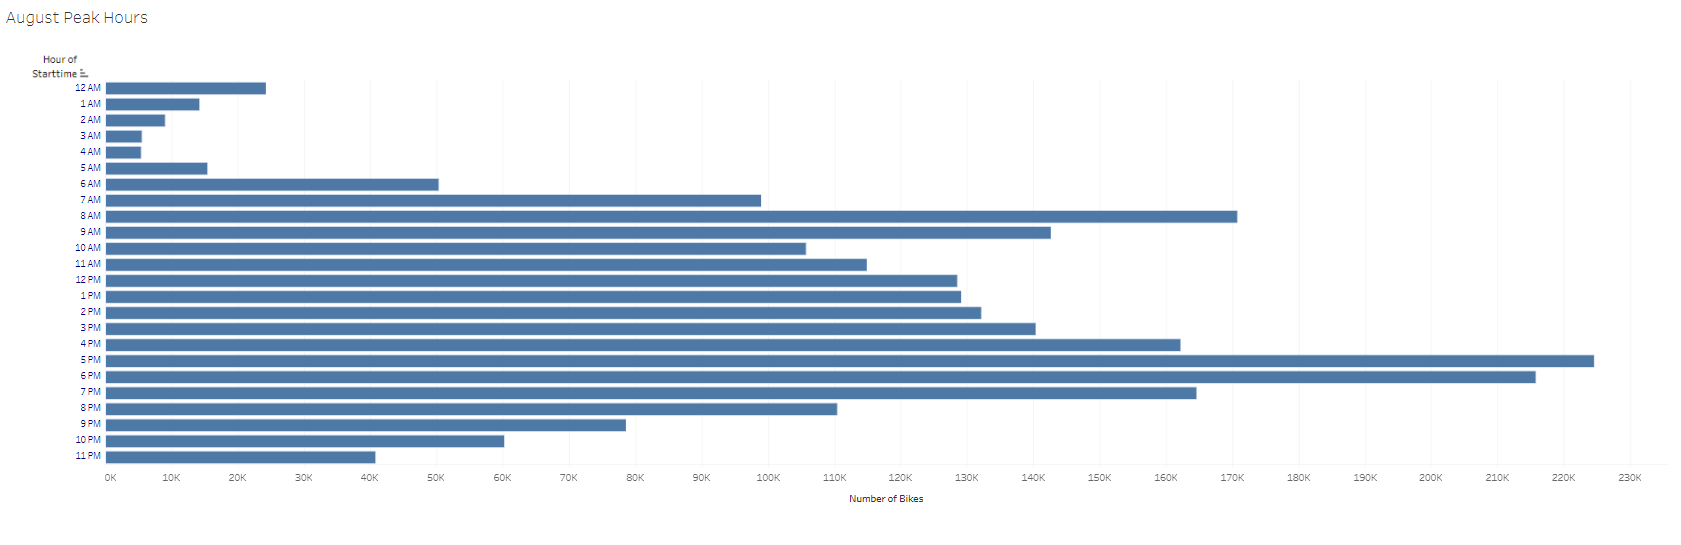 August Peak Hours
Hour of
Starttime
12 AM
1 AM
2 AM
3 AM
4 AM
5 AM
6 AM
7 AM
8 AM
9 AM
10 AM
11 AM
12 PM
1 PM
2 PM
3 PM
4 PM
5 PM
6 PM
7 PM
8 PM
9 PM
10 PM
11 PM
0K 10K 20K 30K 40K 50K 60K 70K 80K 90K 100K 110K 120K 130K 140K 150K 160K 170K 180K 190K 200K 210K 220K 230K
Number of Bikes